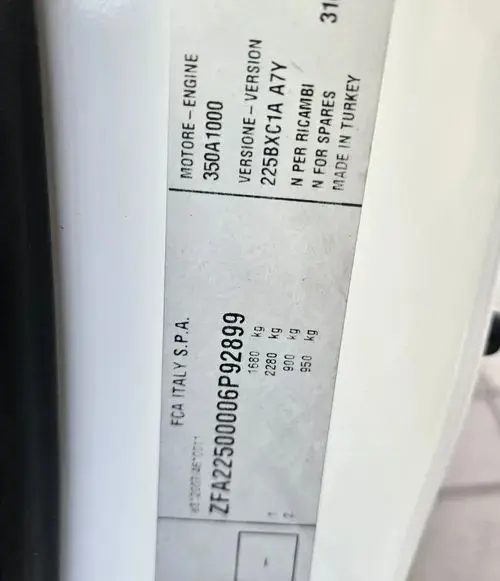 FCA ITALY S.P.A.
ZFA22500006P92899
1680 kg
2280 kg
1 900 kg
2 950 kg
-
MOTORE – ENGINE
350A1000
VERSIONE – VERSION
225BXC1A A7Y
N PER RICAMBI
N FOR SPARES
MADE IN TURKEY